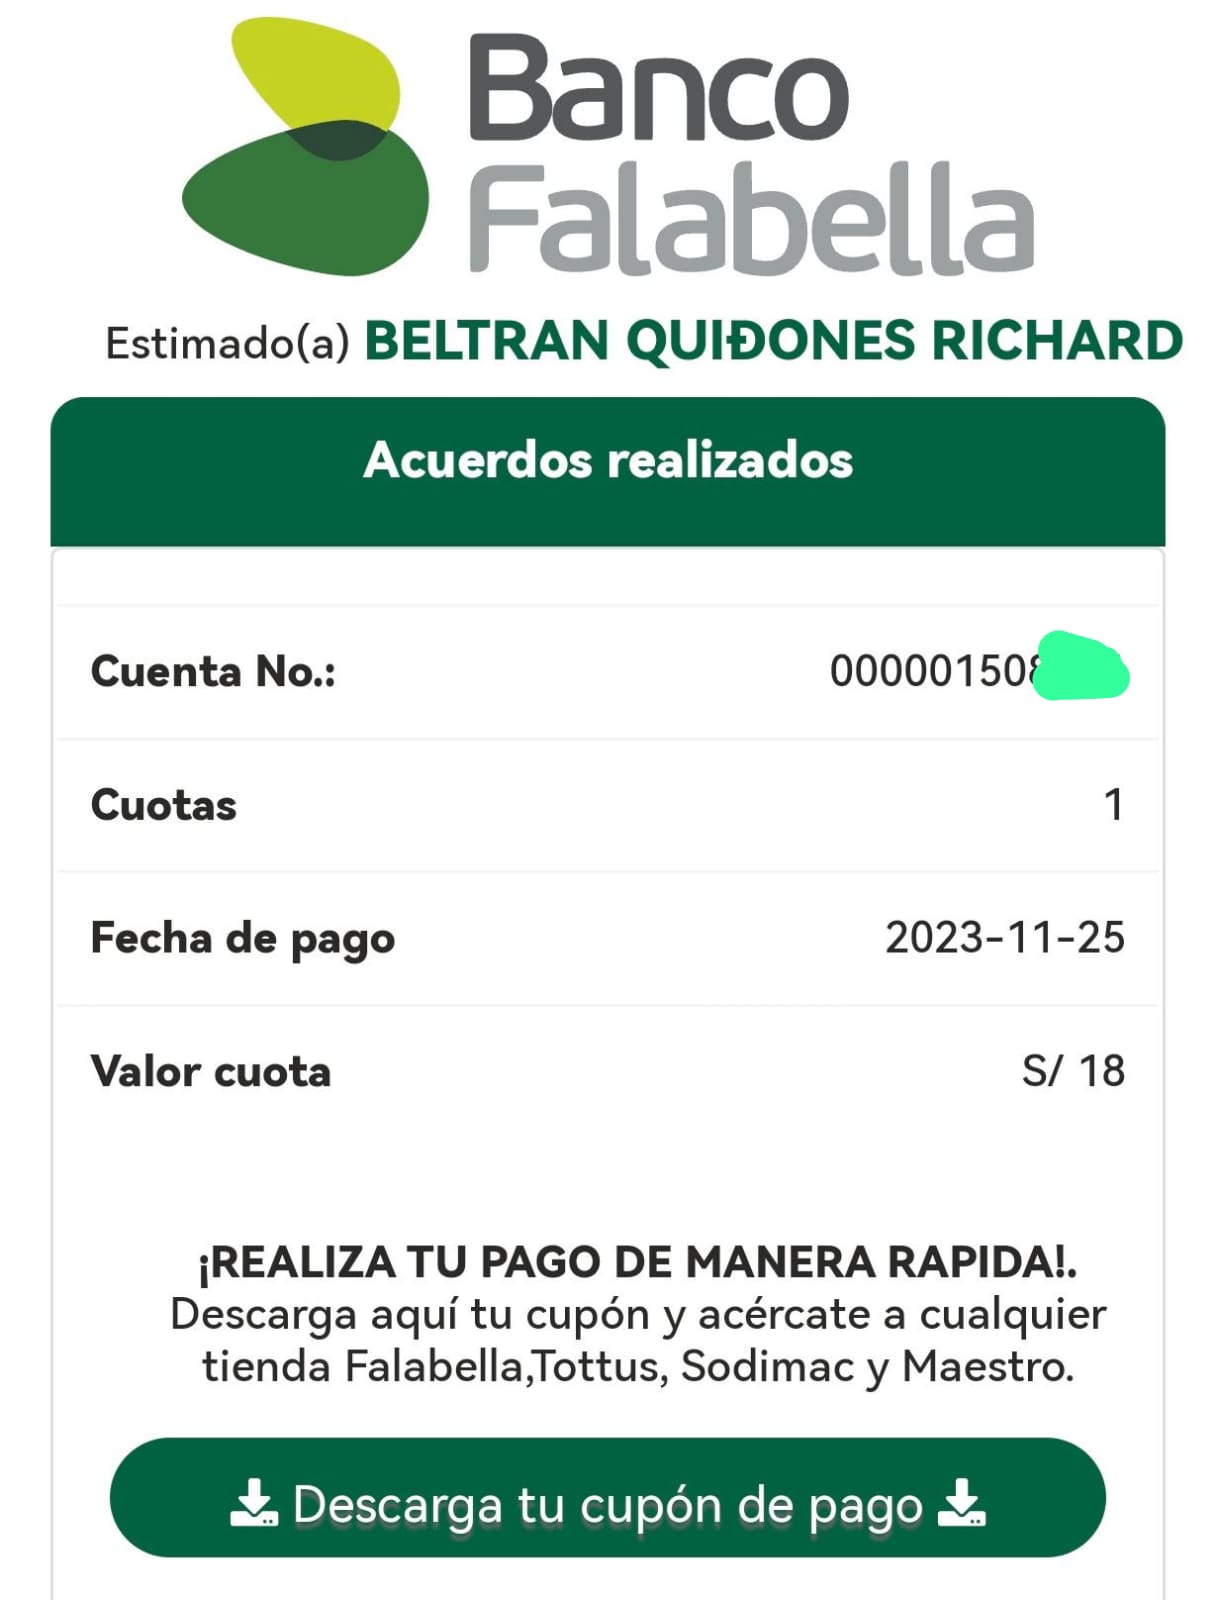 Banco
Falabella
Estimado(a) BELTRAN QUIÐONES RICHARD
Acuerdos realizados
Cuenta No.: 000001508
Cuotas 1
Fecha de pago 2023-11-25
Valor cuota S/ 18
¡REALIZA TU PAGO DE MANERA RAPIDA!.
Descarga aquí tu cupón y acércate a cualquier
tienda Falabella,Tottus, Sodimac y Maestro.
Descarga tu cupón de pago